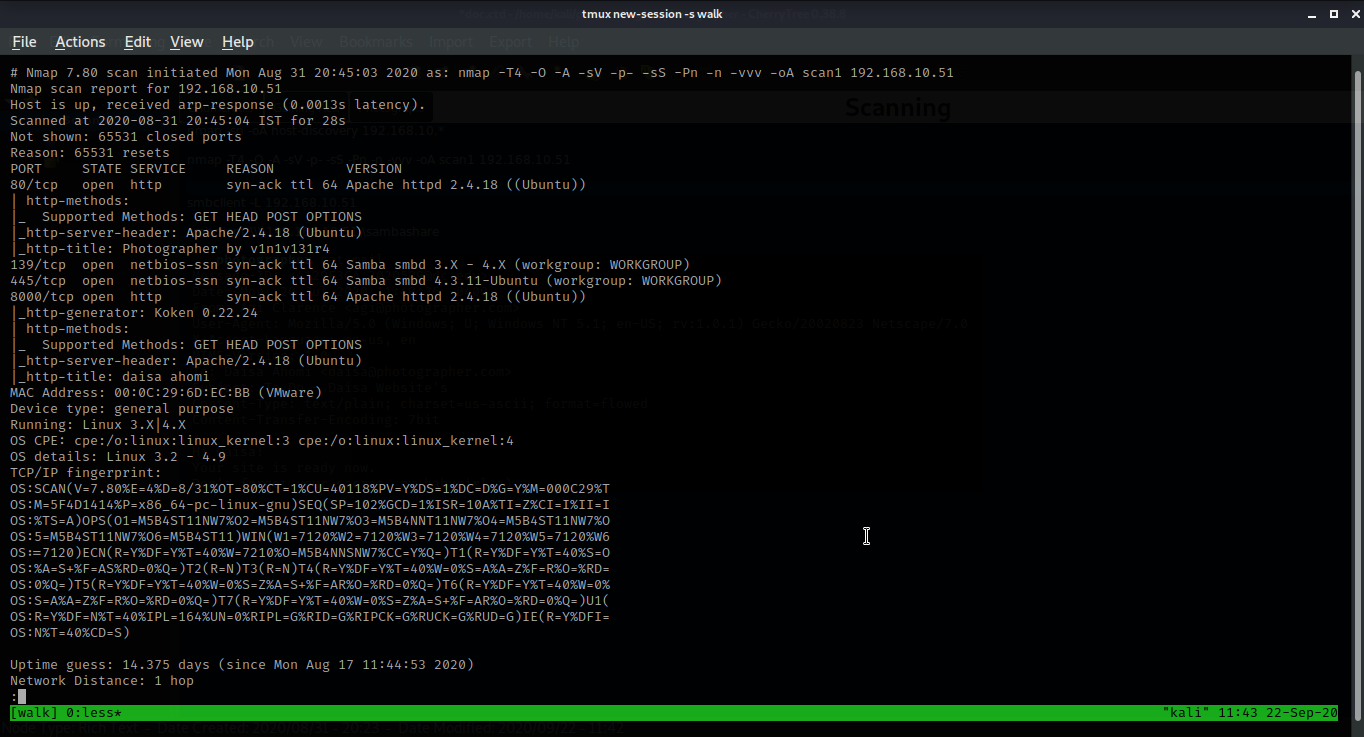 tmux new-session -s walk
File Actions Edit View Help
Scanning
# Nmap 7.80 scan initiated Mon Aug 31 20:45:03 2020 as: nmap -T4 -O -A -sV -p- -sS -Pn -n -vvv -oA scan1 192.168.10.51
Nmap scan report for 192.168.10.51
Host is up, received arp-response (0.0013s latency).
Scanned at 2020-08-31 20:45:04 IST for 28s
Not shown: 65531 closed ports
Reason: 65531 resets
PORT     STATE SERVICE     REASON         VERSION
80/tcp   open  http        syn-ack ttl 64 Apache httpd 2.4.18 ((Ubuntu))
| http-methods:
|_  Supported Methods: GET HEAD POST OPTIONS
|_http-server-header: Apache/2.4.18 (Ubuntu)
|_http-title: Photographer by v1n1v131r4
139/tcp  open  netbios-ssn syn-ack ttl 64 Samba smbd 3.X - 4.X (workgroup: WORKGROUP)
445/tcp  open  netbios-ssn syn-ack ttl 64 Samba smbd 4.3.11-Ubuntu (workgroup: WORKGROUP)
8000/tcp open  http        syn-ack ttl 64 Apache httpd 2.4.18 ((Ubuntu))
|_http-generator: Koken 0.22.24
| http-methods:
|_  Supported Methods: GET HEAD POST OPTIONS
|_http-server-header: Apache/2.4.18 (Ubuntu)
|_http-title: daisa ahomi
MAC Address: 00:0C:29:6D:EC:BB (VMware)
Device type: general purpose
Running: Linux 3.X|4.X
OS CPE: cpe:/o:linux:linux_kernel:3 cpe:/o:linux:linux_kernel:4
OS details: Linux 3.2 - 4.9
TCP/IP fingerprint:
OS:SCAN(V=7.80%E=4%D=8/31%OT=80%CT=1%CU=40118%PV=Y%DS=1%DC=D%G=Y%M=000C29%T
OS:M=5F4D1414%P=x86_64-pc-linux-gnu)SEQ(SP=102%GCD=1%ISR=10A%TI=Z%CI=I%II=I
OS:%TS=A)OPS(O1=M5B4ST11NW7%O2=M5B4ST11NW7%O3=M5B4NNT11NW7%O4=M5B4ST11NW7%O
OS:5=M5B4ST11NW7%O6=M5B4ST11)WIN(W1=7120%W2=7120%W3=7120%W4=7120%W5=7120%W6
OS:=7120)ECN(R=Y%DF=Y%T=40%W=7210%O=M5B4NNSNW7%CC=Y%Q=)T1(R=Y%DF=Y%T=40%S=O
OS:%A=S+%F=AS%RD=0%Q=)T2(R=N)T3(R=N)T4(R=Y%DF=Y%T=40%W=0%S=A%A=Z%F=R%O=%RD=
OS:0%Q=)T5(R=Y%DF=Y%T=40%W=0%S=Z%A=S+%F=AR%O=%RD=0%Q=)T6(R=Y%DF=Y%T=40%W=0%
OS:S=A%A=Z%F=R%O=%RD=0%Q=)T7(R=Y%DF=Y%T=40%W=0%S=Z%A=S+%F=AR%O=%RD=0%Q=)U1(
OS:R=Y%DF=N%T=40%IPL=164%UN=0%RIPL=G%RID=G%RIPCK=G%RUCK=G%RUD=G)IE(R=Y%DFI=
OS:N%T=40%CD=S)
Uptime guess: 14.375 days (since Mon Aug 17 11:44:53 2020)
Network Distance: 1 hop
:
[walk] 0:less* "kali" 11:43 22-Sep-20